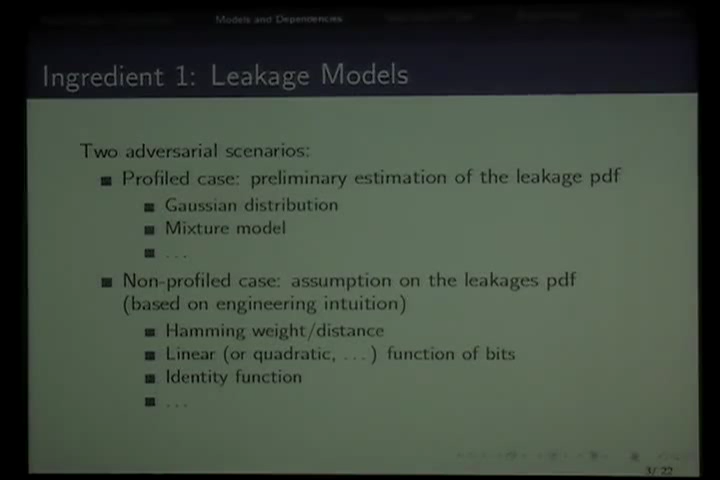 Models and Dependencies
Ingredient 1: Leakage Models
Two adversarial scenarios:
Profiled case: preliminary estimation of the leakage pdf
Gaussian distribution
Mixture model
...
Non-profiled case: assumption on the leakages pdf
(based on engineering intuition)
Hamming weight/distance
Linear (or quadratic, ...) function of bits
Identity function
...
3/ 22